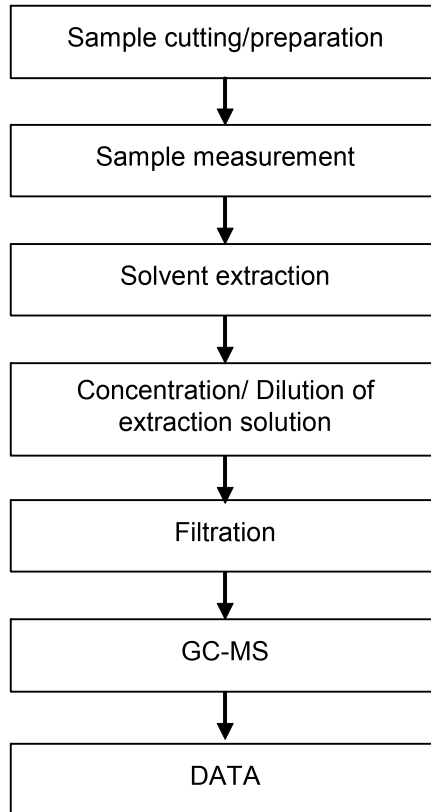 Sample cutting/preparation
Sample measurement
Solvent extraction
Concentration/ Dilution of
extraction solution
Filtration
GC-MS
DATA